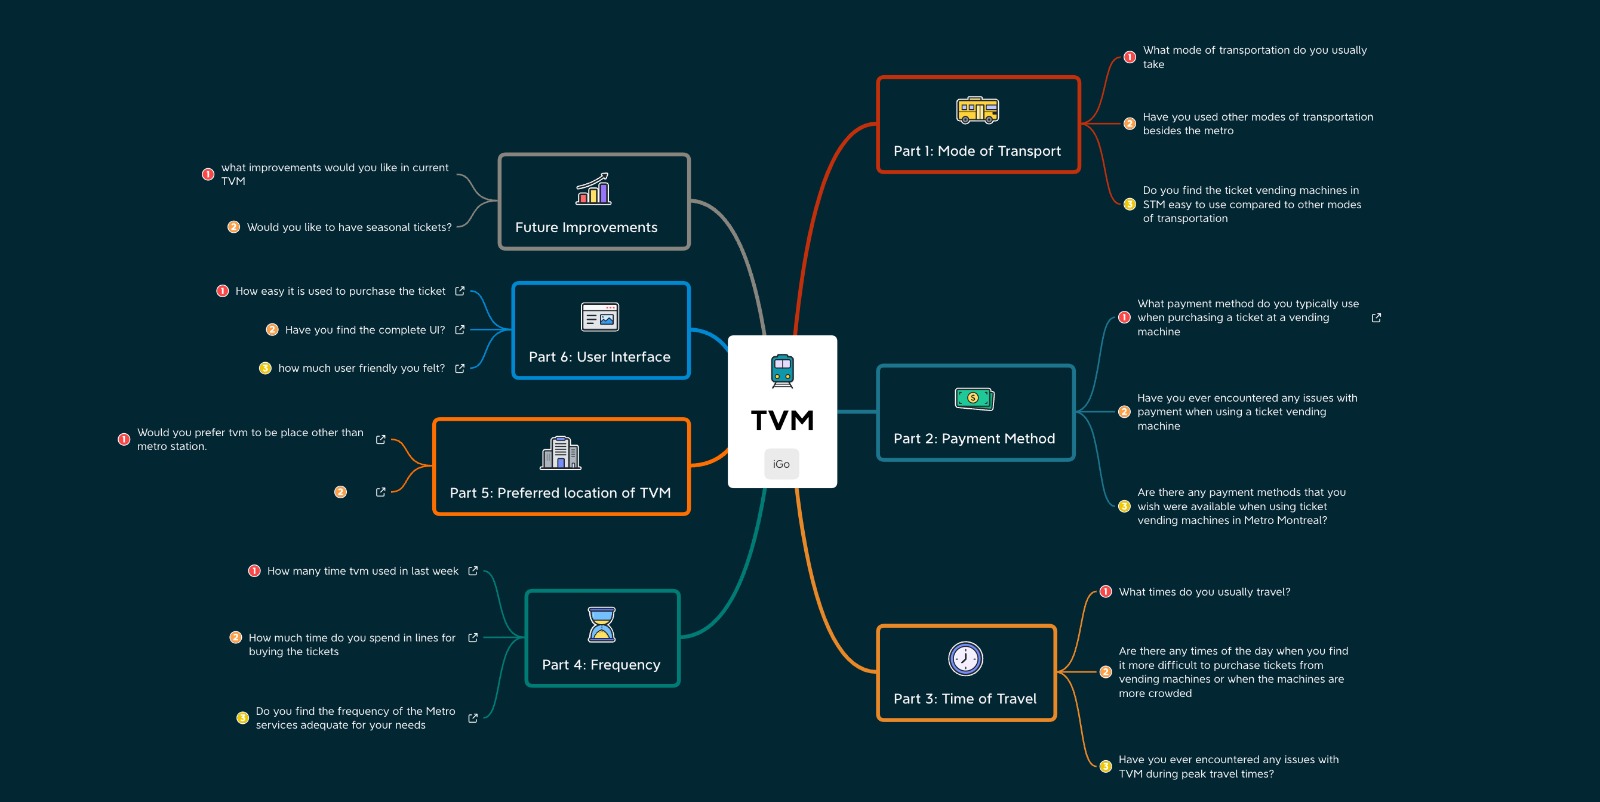 TVM
iGo
Part 1: Mode of Transport
1 What mode of transportation do you usually
take
2 Have you used other modes of transportation
besides the metro
3 Do you find the ticket vending machines in
STM easy to use compared to other modes
of transportation
Part 2: Payment Method
1 What payment method do you typically use
when purchasing a ticket at a vending
machine
2 Have you ever encountered any issues with
payment when using a ticket vending
machine
3 Are there any payment methods that you
wish were available when using ticket
vending machines in Metro Montreal?
Part 3: Time of Travel
1 What times do you usually travel?
2 Are there any times of the day when you find
it more difficult to purchase tickets from
vending machines or when the machines are
more crowded
3 Have you ever encountered any issues with
TVM during peak travel times?
Part 4: Frequency
1 How many time tvm used in last week
2 How much time do you spend in lines for
buying the tickets
3 Do you find the frequency of the Metro
services adequate for your needs
Part 5: Preferred location of TVM
1 Would you prefer tvm to be place other than
metro station.
2
Part 6: User Interface
1 How easy it is used to purchase the ticket
2 Have you find the complete UI?
3 how much user friendly you felt?
Future Improvements
1 what improvements would you like in current
TVM
2 Would you like to have seasonal tickets?